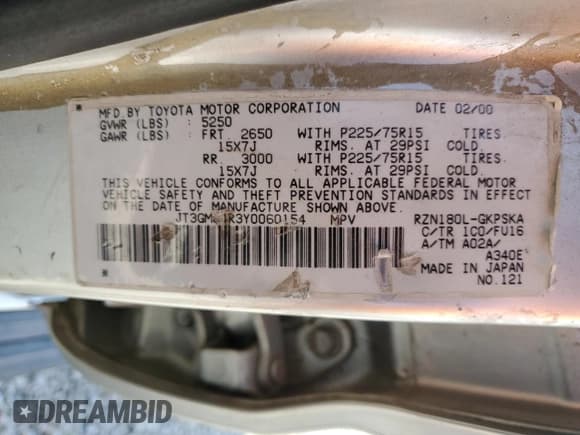 MFD BY TOYOTA MOTOR CORPORATION DATE 02/00
GVWR (LBS) : 5250
GAWR (LBS) : FRT 2650 WITH P225/75R15 TIRES
15X7J RIMS. AT 29PSI COLD.
RR 3000 WITH P225/75R15 TIRES
15X7J RIMS. AT 29PSI COLD.
THIS VEHICLE CONFORMS TO ALL APPLICABLE FEDERAL MOTOR
VEHICLE SAFETY AND THEFT PREVENTION STANDARDS IN EFFECT
ON THE DATE OF MANUFACTURE SHOWN ABOVE.
MPV RZN180L-GKPSKA
C/TR 1C0/FU16
A/TM A02A/
A340E
MADE IN JAPAN
NO.121
DREAMBID